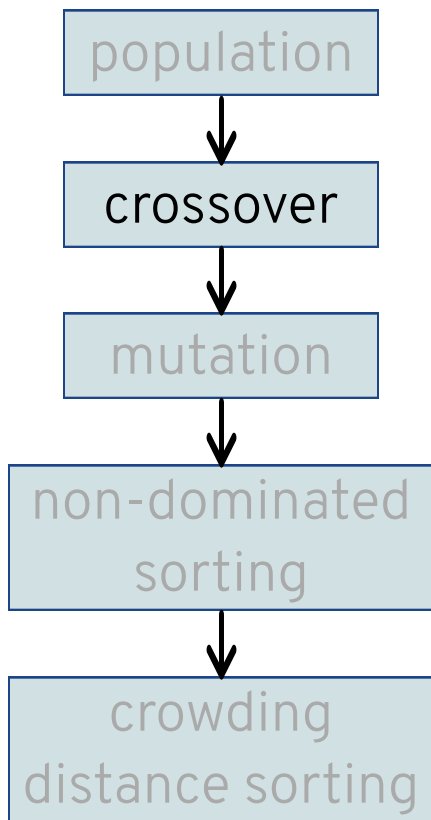 population
crossover
mutation
non-dominated
sorting
crowding
distance sorting